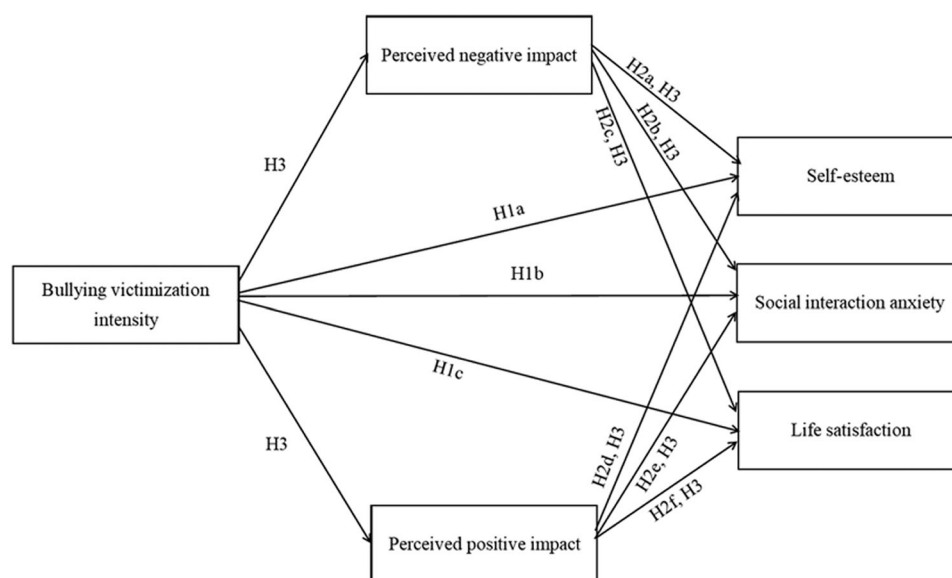 Perceived negative impact
H2a, H3
H2b, H3
H2c, H3
H3
Self-esteem
H1a
Bullying victimization
intensity
H1b
Social interaction anxiety
H1c
Life satisfaction
H3
H2d, H3
H2e, H3
H2f, H3
Perceived positive impact